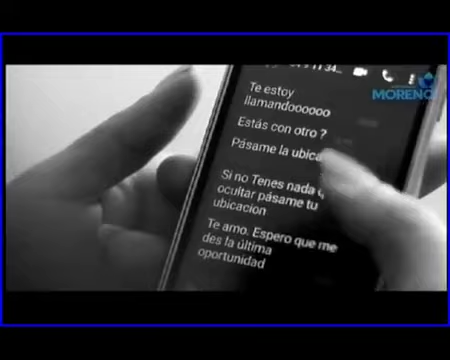 MORENO
Te estoy
llamandoooooo
Estás con otro ?
Pásame la ubica
Si no Tenes nada
ocultar pásame tu
ubicación
Te amo. Espero que me
des la última
oportunidad